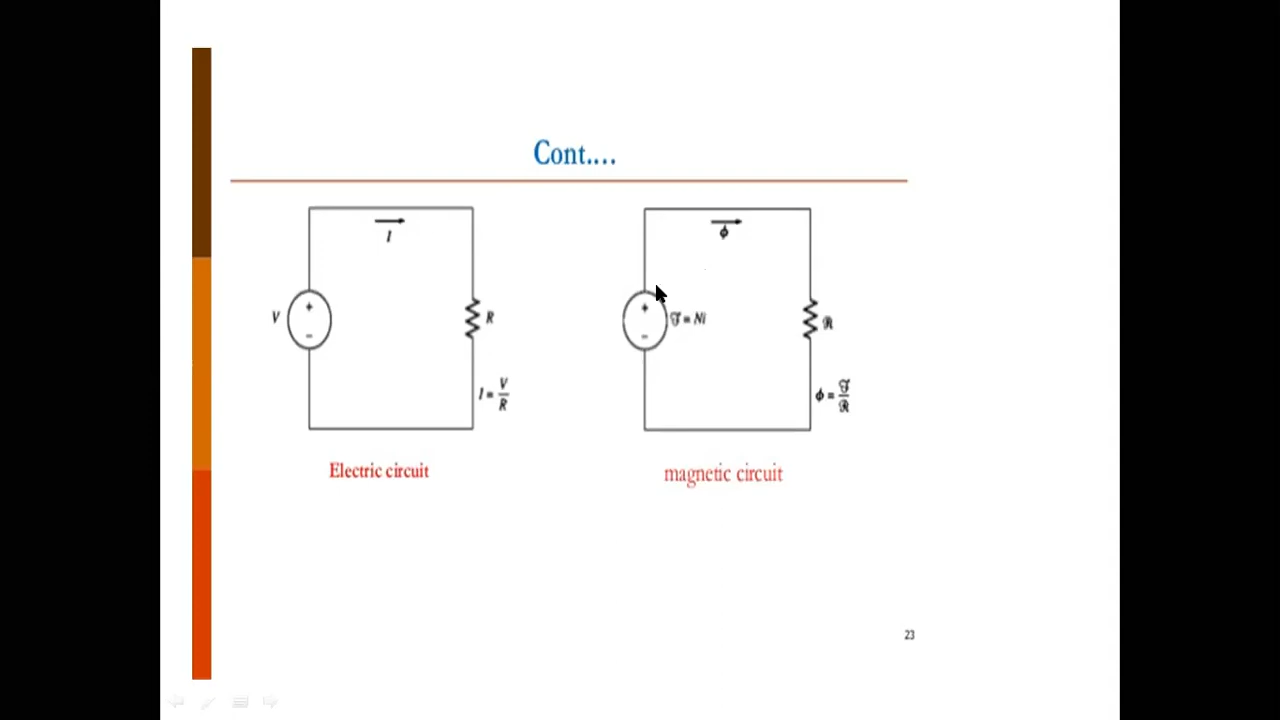 Cont....
I
V
+
-
R
I = V/R
Electric circuit
ϕ
+
-
ℱ = Ni
ℛ
ϕ = ℱ/ℛ
magnetic circuit
23